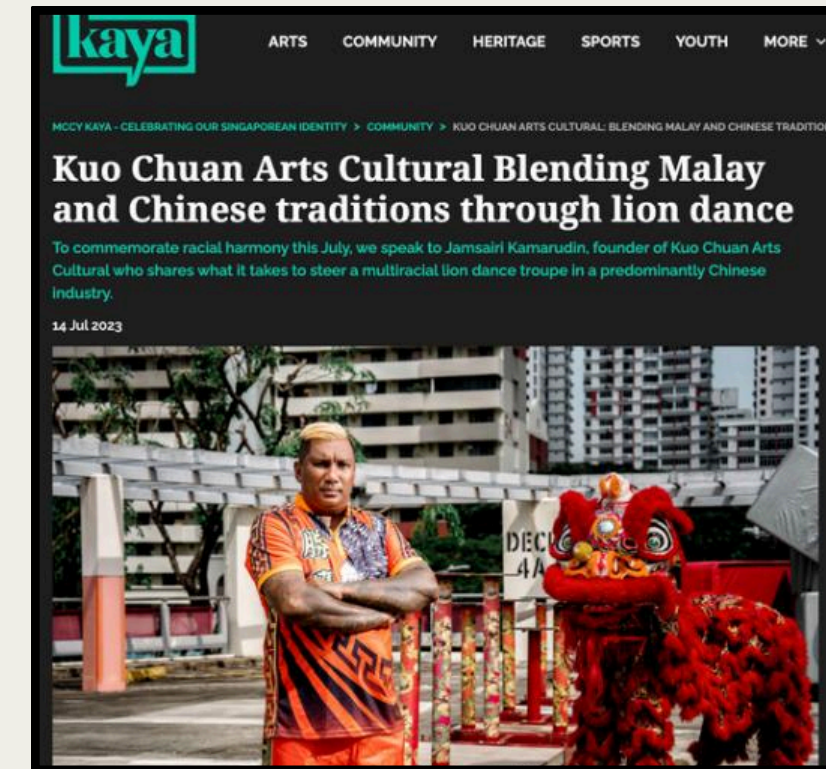 kaya
ARTS COMMUNITY HERITAGE SPORTS YOUTH MORE
MCCY KAYA - CELEBRATING OUR SINGAPOREAN IDENTITY > COMMUNITY > KUO CHUAN ARTS CULTURAL: BLENDING MALAY AND CHINESE TRADITION
Kuo Chuan Arts Cultural Blending Malay
and Chinese traditions through lion dance
To commemorate racial harmony this July, we speak to Jamsairi Kamarudin, founder of Kuo Chuan Arts
Cultural who shares what it takes to steer a multiracial lion dance troupe in a predominantly Chinese
industry.
14 Jul 2023
DECK
4A